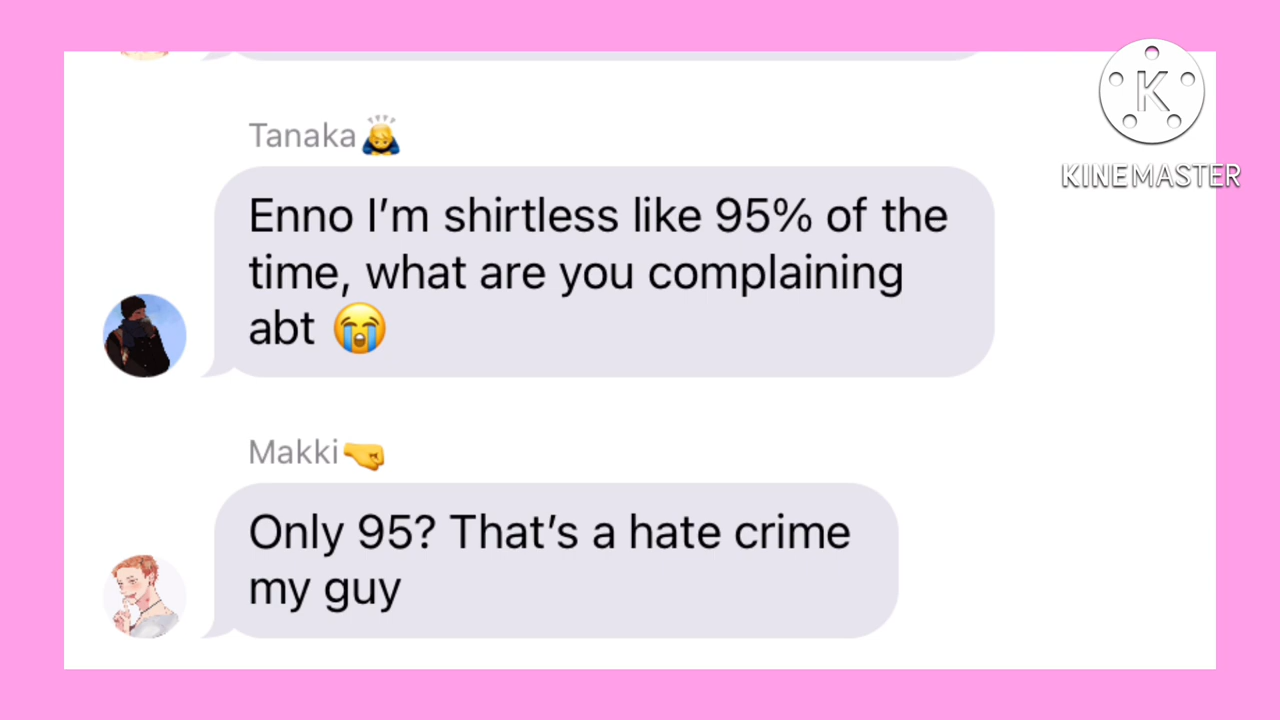 Tanaka🙇
Enno I'm shirtless like 95% of the
time, what are you complaining
abt 😭
Makki🤜
Only 95? That's a hate crime
my guy
K
KINEMASTER